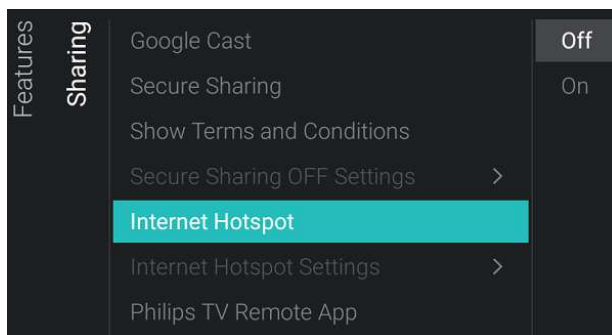 Features
Sharing
Google Cast
Secure Sharing
Show Terms and Conditions
Secure Sharing OFF Settings >
Internet Hotspot
Internet Hotspot Settings >
Philips TV Remote App
Off
On